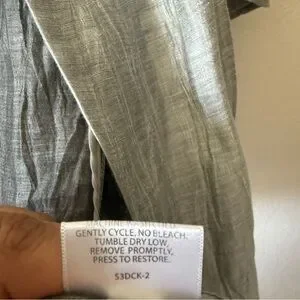 GENTLY CYCLE. NO BLEACH.
TUMBLE DRY LOW.
REMOVE PROMPTLY,
PRESS TO RESTORE.
S3DCK-2